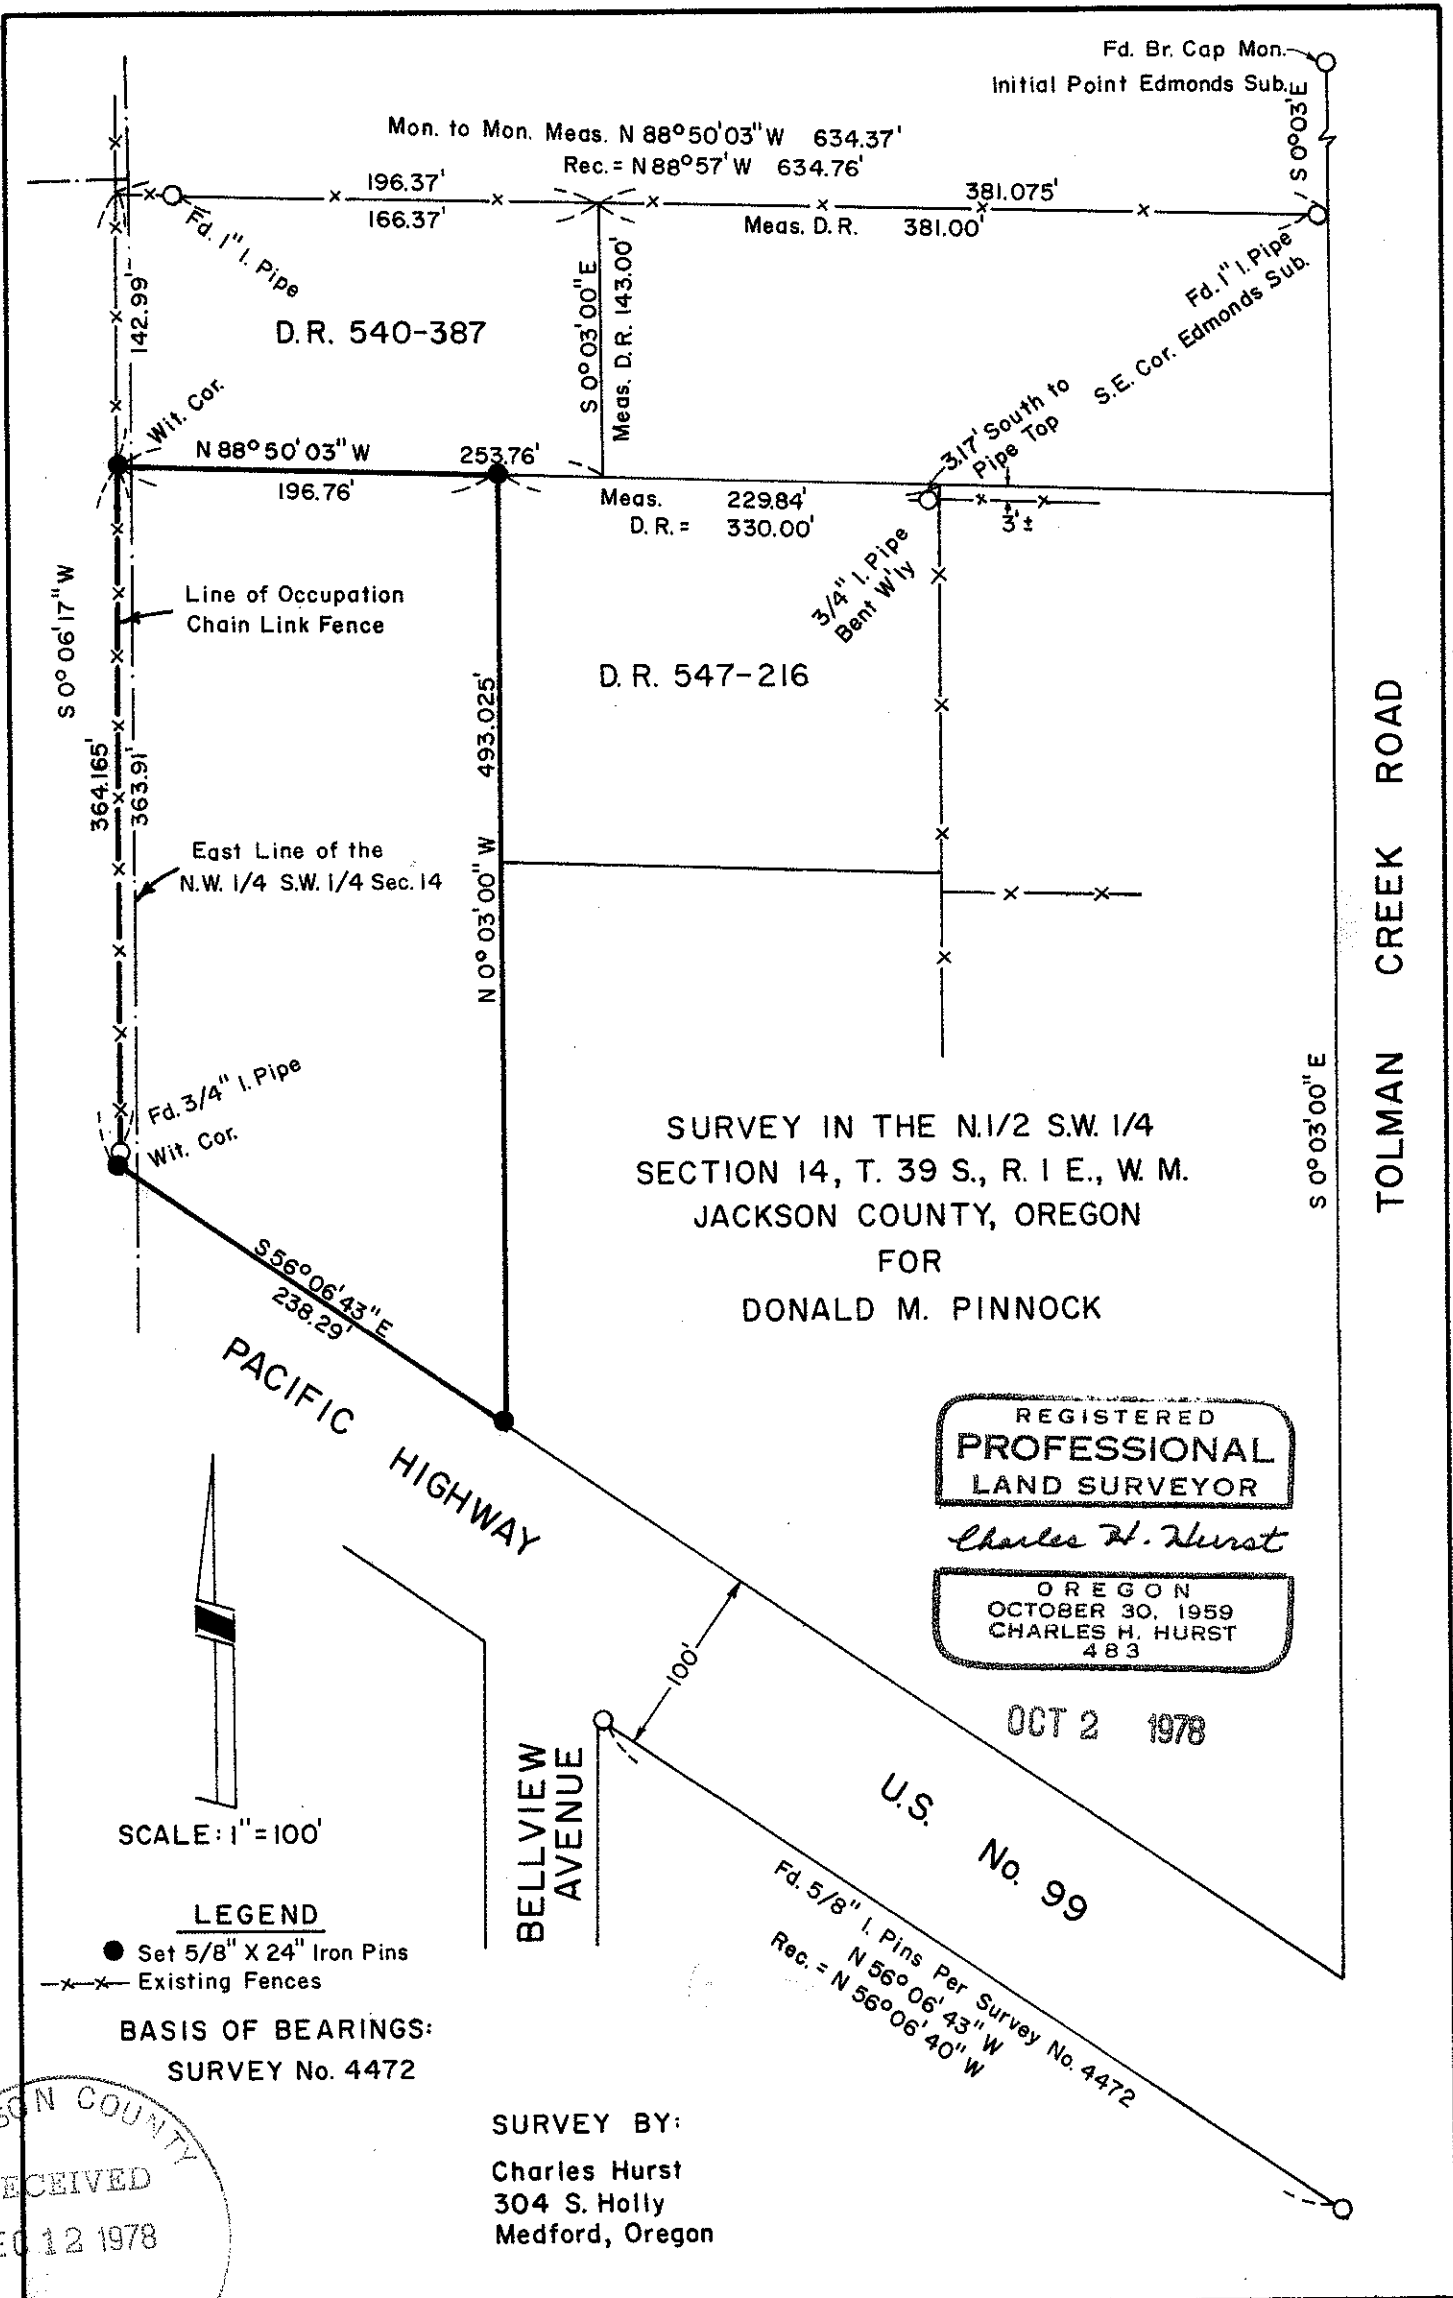 Fd. Br. Cap Mon.
Initial Point Edmonds Sub.
S 0°03'E
Mon. to Mon. Meas. N 88°50'03" W 634.37'
Rec. = N 88°57' W 634.76'
196.37'
166.37'
381.075'
Meas. D.R. 381.00'
Fd. 1" I. Pipe
Fd. 1" I. Pipe
S.E. Cor. Edmonds Sub.
142.99'
D.R. 540-387
S 0°03'00" E
Meas. D.R. 143.00'
Wit. Cor.
N 88°50'03" W
253.76'
196.76'
3.17' South to
Pipe Top
Meas. 229.84'
D.R. = 330.00'
3'±
3/4" I. Pipe
Bent W'ly
S 0°06'17" W
Line of Occupation
Chain Link Fence
D.R. 547-216
364.165'
363.91'
493.025'
N 0°03'00" W
East Line of the
N.W. 1/4 S.W. 1/4 Sec. 14
TOLMAN CREEK ROAD
S 0°03'00" E
Fd. 3/4" I. Pipe
Wit. Cor.
SURVEY IN THE N.1/2 S.W. 1/4
SECTION 14, T. 39 S., R. 1 E., W. M.
JACKSON COUNTY, OREGON
FOR
DONALD M. PINNOCK
S 56°06'43" E
238.29'
PACIFIC HIGHWAY
REGISTERED
PROFESSIONAL
LAND SURVEYOR
Charles H. Hurst
OREGON
OCTOBER 30, 1959
CHARLES H. HURST
483
OCT 2 1978
100'
BELLVIEW
AVENUE
U.S. No. 99
Fd. 5/8" I. Pins Per Survey No. 4472
N 56°06'43" W
Rec. = N 56°06'40" W
SCALE: 1" = 100'
LEGEND
Set 5/8" X 24" Iron Pins
Existing Fences
BASIS OF BEARINGS:
SURVEY No. 4472
SON COUNTY
ECEIVED
EC 12 1978
SURVEY BY:
Charles Hurst
304 S. Holly
Medford, Oregon